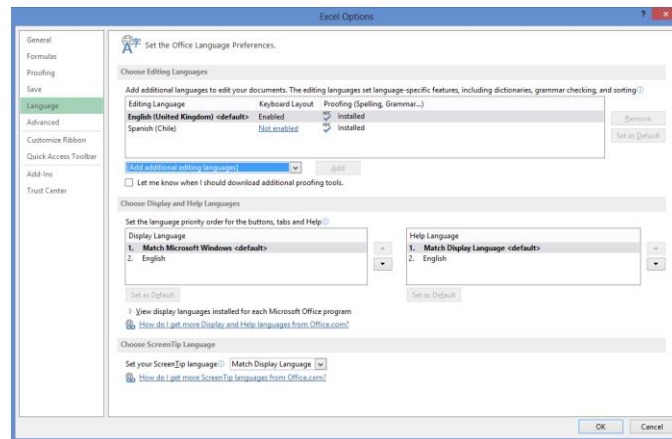 Excel Options
?
General
Formulas
Proofing
Save
Language
Advanced
Customize Ribbon
Quick Access Toolbar
Add-Ins
Trust Center
Set the Office Language Preferences.
Choose Editing Languages
Add additional languages to edit your documents. The editing languages set language-specific features, including dictionaries, grammar checking, and sorting
Editing Language Keyboard Layout Proofing (Spelling, Grammar...)
English (United Kingdom) <default> Enabled Installed
Spanish (Chile) Not enabled Installed
Remove
Set as Default
[Add additional editing languages] Add
Let me know when I should download additional proofing tools.
Choose Display and Help Languages
Set the language priority order for the buttons, tabs and Help
Display Language
1. Match Microsoft Windows <default>
2. English
Set as Default
Help Language
1. Match Display Language <default>
2. English
Set as Default
View display languages installed for each Microsoft Office program
How do I get more Display and Help languages from Office.com?
Choose ScreenTip Language
Set your ScreenTip language Match Display Language
How do I get more ScreenTip languages from Office.com?
OK Cancel